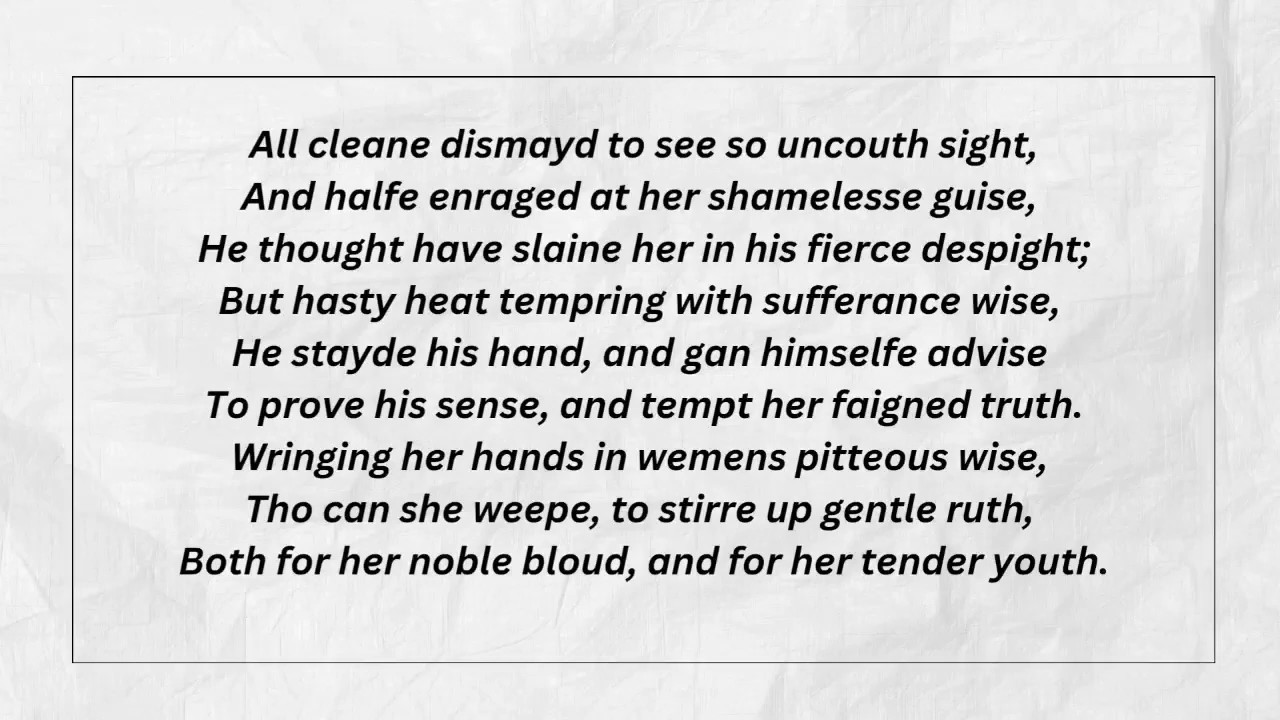 All cleane dismayd to see so uncouth sight,
And halfe enraged at her shamelesse guise,
He thought have slaine her in his fierce despight;
But hasty heat tempring with sufferance wise,
He stayde his hand, and gan himselfe advise
To prove his sense, and tempt her faigned truth.
Wringing her hands in wemens pitteous wise,
Tho can she weepe, to stirre up gentle ruth,
Both for her noble bloud, and for her tender youth.